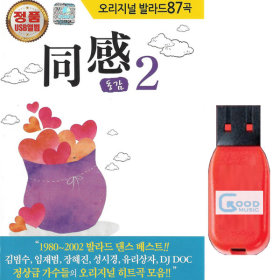 오리지널 발라드87곡
정품
USB앨범
同感 2
동감
GOOD
MUSIC
"1980~2002 발라드 댄스 베스트!!
김범수, 임재범, 장혜진, 성시경, 유리상자, DJ DOC
정상급 가수들의 오리지널 히트곡 모음!!"